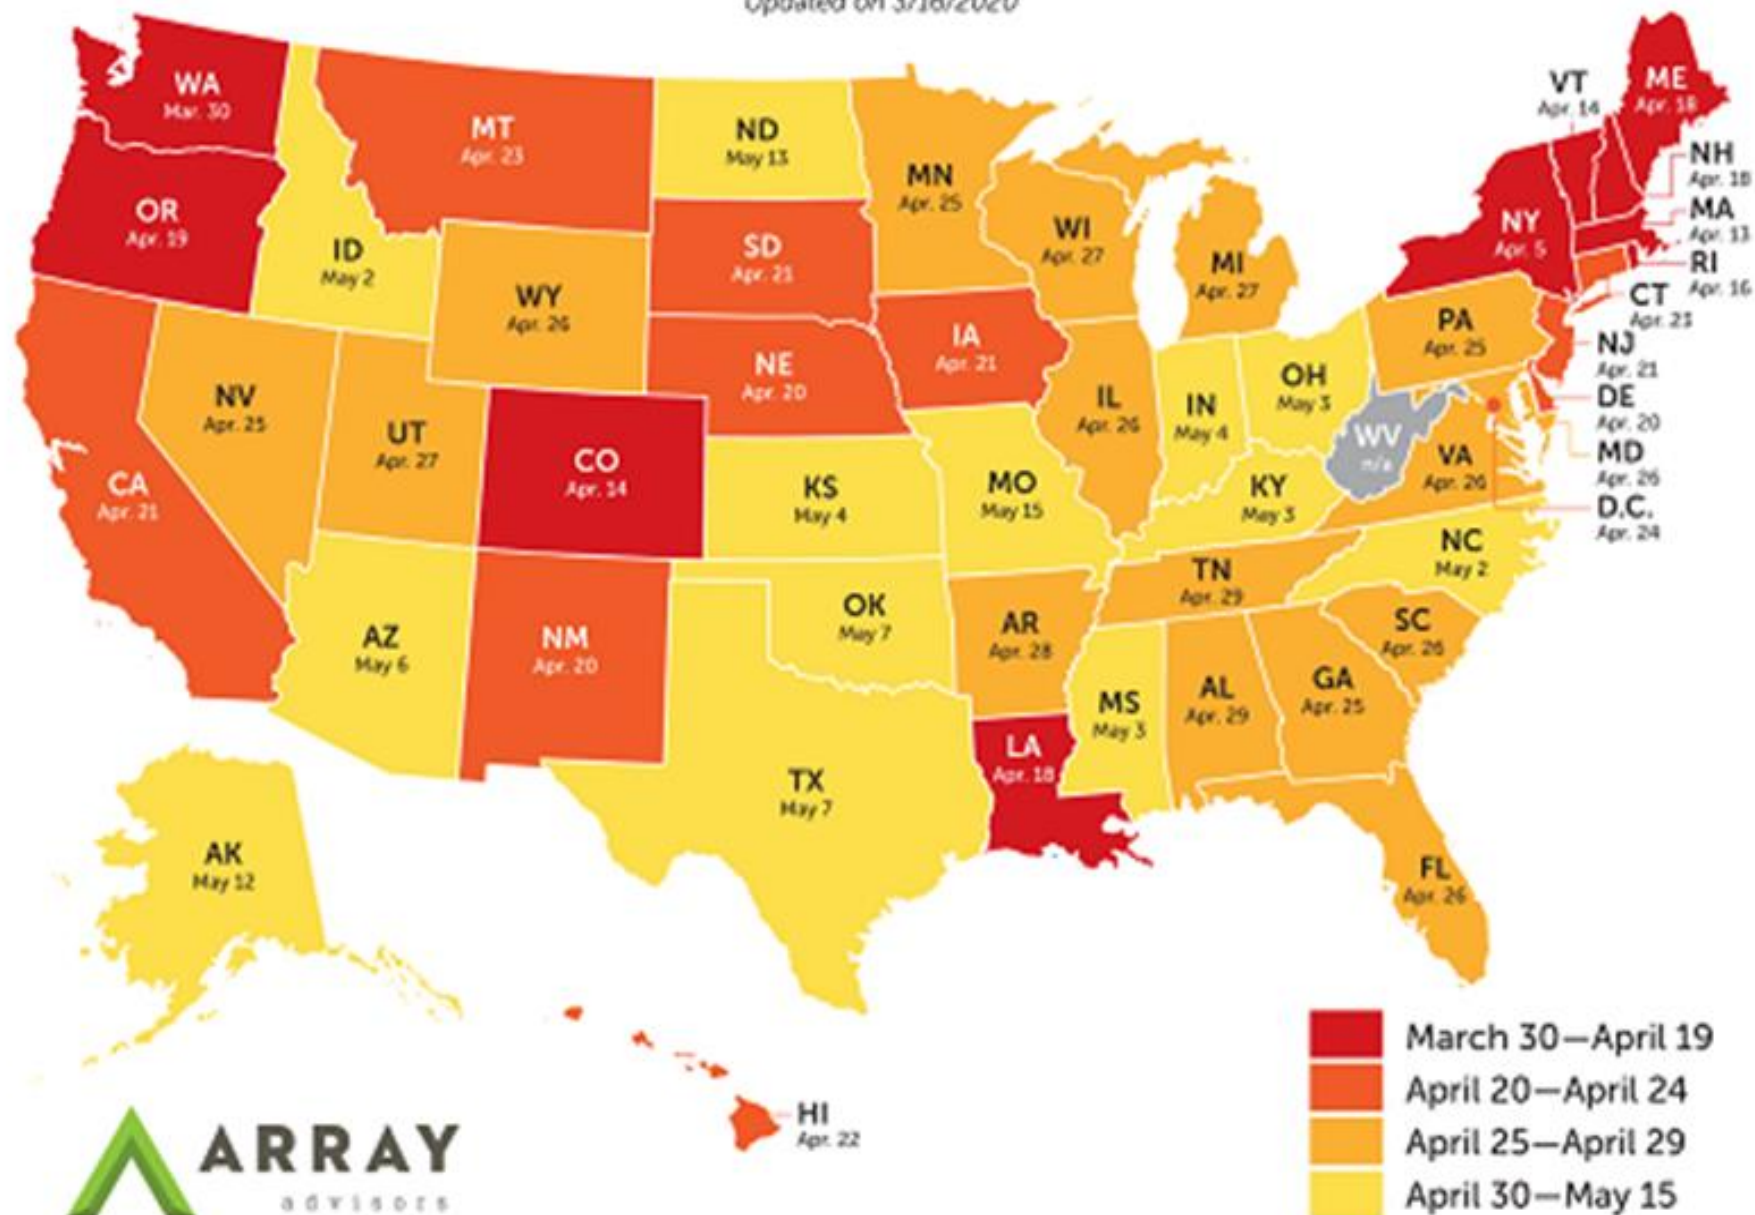 Updated on 3/16/2020
WA
Mar. 30
MT
Apr. 23
ND
May 13
MN
Apr. 25
VT
Apr. 14
ME
Apr. 18
NH
Apr. 18
MA
Apr. 13
RI
Apr. 16
CT
Apr. 23
OR
Apr. 19
ID
May 2
WY
Apr. 26
SD
Apr. 21
WI
Apr. 27
MI
Apr. 27
NY
Apr. 5
PA
Apr. 25
NJ
Apr. 21
DE
Apr. 20
MD
Apr. 26
D.C.
Apr. 24
NV
Apr. 25
UT
Apr. 27
NE
Apr. 20
IA
Apr. 21
IL
Apr. 26
IN
May 4
OH
May 3
WV
n/a
VA
Apr. 26
CA
Apr. 21
CO
Apr. 14
KS
May 4
MO
May 15
KY
May 3
NC
May 2
TN
Apr. 29
AZ
May 6
NM
Apr. 20
OK
May 7
AR
Apr. 28
SC
Apr. 26
MS
May 3
AL
Apr. 29
GA
Apr. 25
TX
May 7
LA
Apr. 18
FL
Apr. 26
AK
May 12
HI
Apr. 22
March 30—April 19
April 20—April 24
April 25—April 29
April 30—May 15
ARRAY
advisors